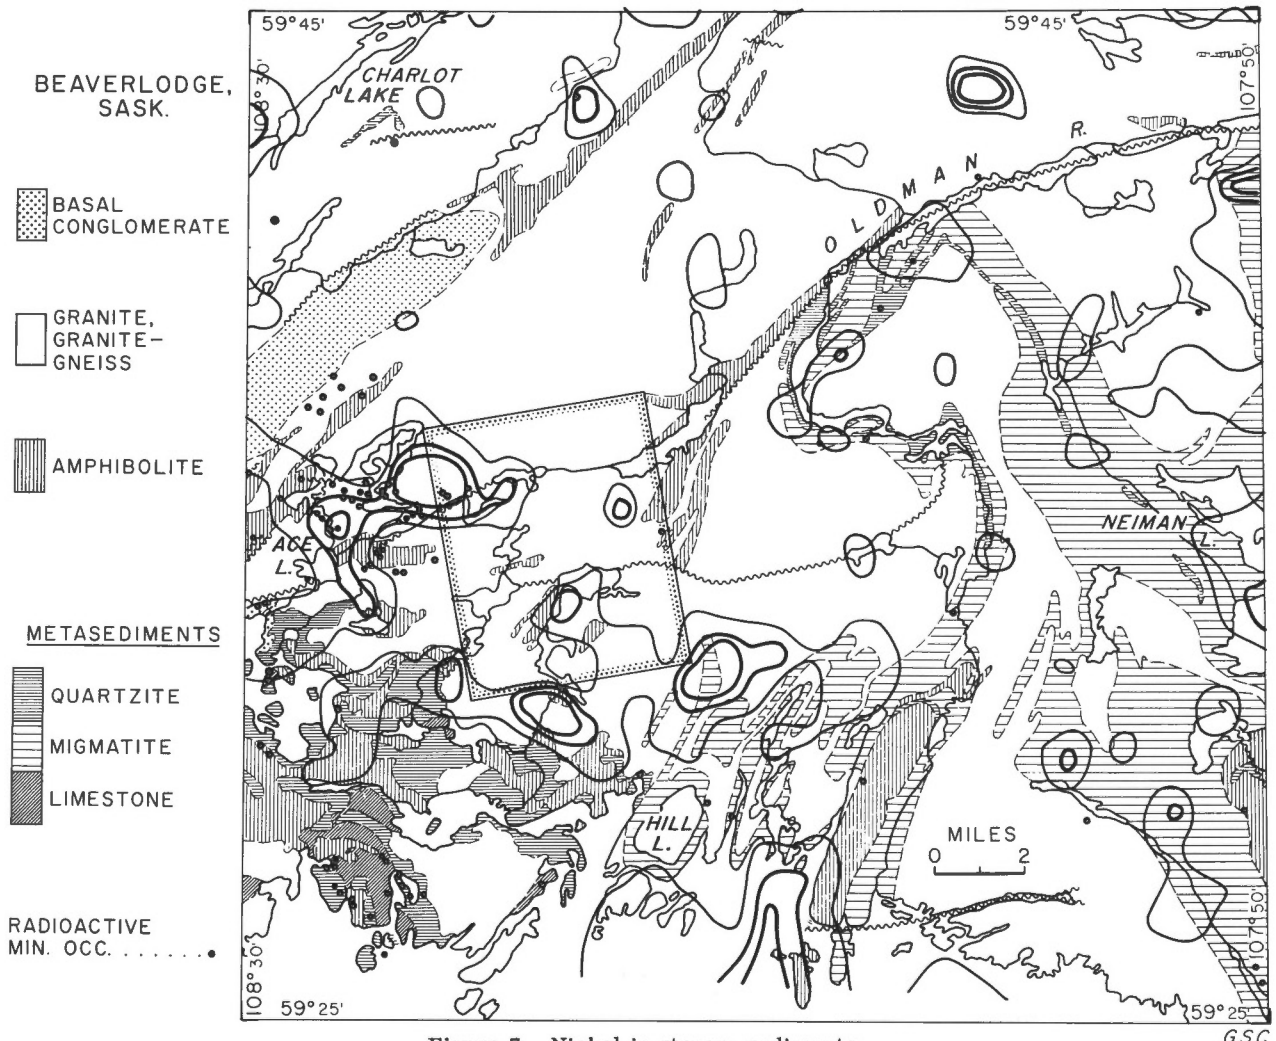 BEAVERLODGE,
SASK.
BASAL
CONGLOMERATE
GRANITE,
GRANITE-
GNEISS
AMPHIBOLITE
METASEDIMENTS
QUARTZITE
MIGMATITE
LIMESTONE
RADIOACTIVE
MIN. OCC. . . . . . .
59°45'
59°45'
108°30'
107°50'
CHARLOT
LAKE
OLDMAN R.
ACE
L.
NEIMAN
L.
HILL
L.
MILES
0 2
108°30'
107°50'
59°25'
59°25'
G.S.C.